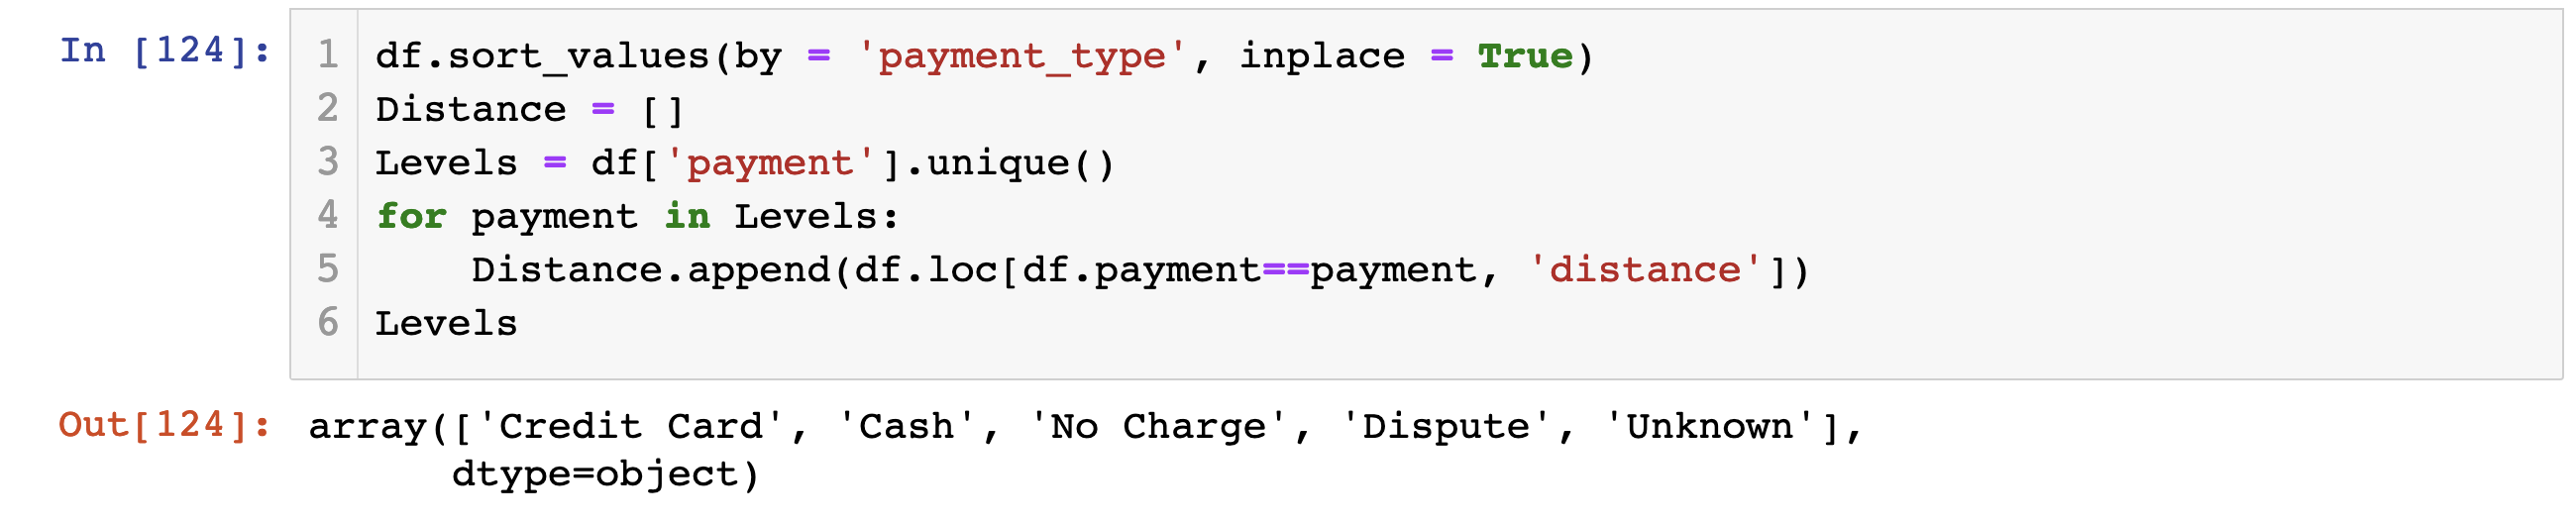 In [124]:
1 df.sort_values(by = 'payment_type', inplace = True)
2 Distance = []
3 Levels = df['payment'].unique()
4 for payment in Levels:
5     Distance.append(df.loc[df.payment==payment, 'distance'])
6 Levels
Out[124]: array(['Credit Card', 'Cash', 'No Charge', 'Dispute', 'Unknown'],
      dtype=object)